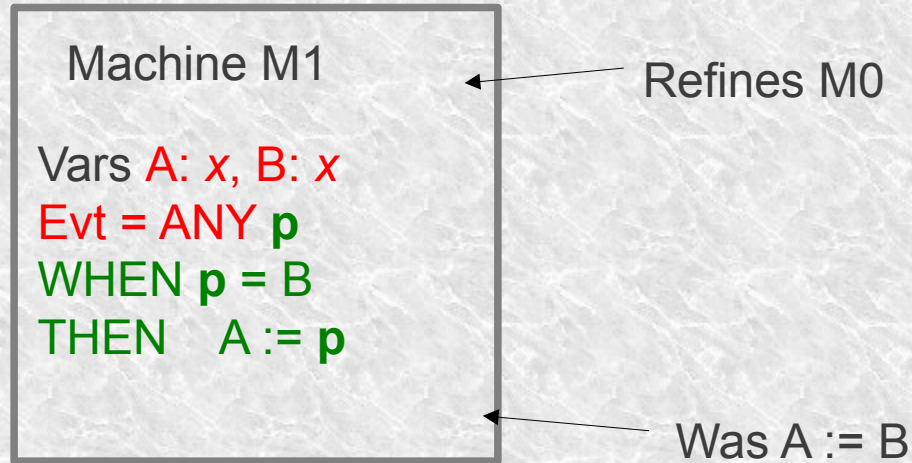 Machine M1
Refines M0
Vars A: x, B: x
Evt = ANY p
WHEN p = B
THEN A := p
Was A := B